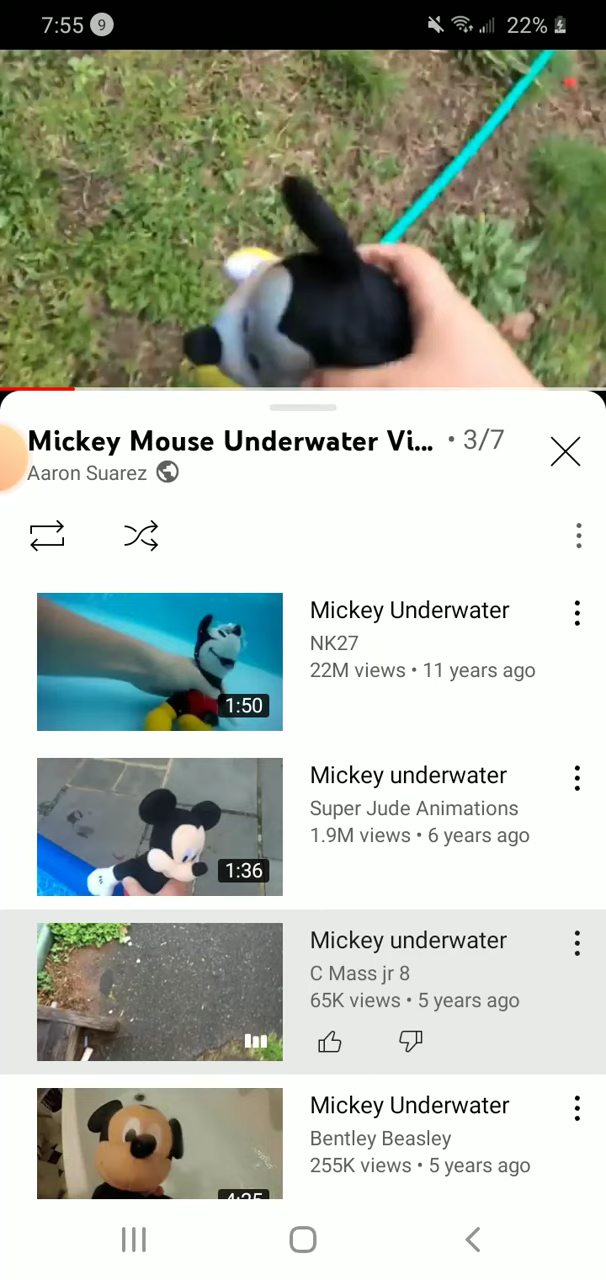 7:55 9 22%
Mickey Mouse Underwater Vi... • 3/7
Aaron Suarez
Mickey Underwater
NK27
22M views • 11 years ago
1:50
Mickey underwater
Super Jude Animations
1.9M views • 6 years ago
1:36
Mickey underwater
C Mass jr 8
65K views • 5 years ago
Mickey Underwater
Bentley Beasley
255K views • 5 years ago
4:25